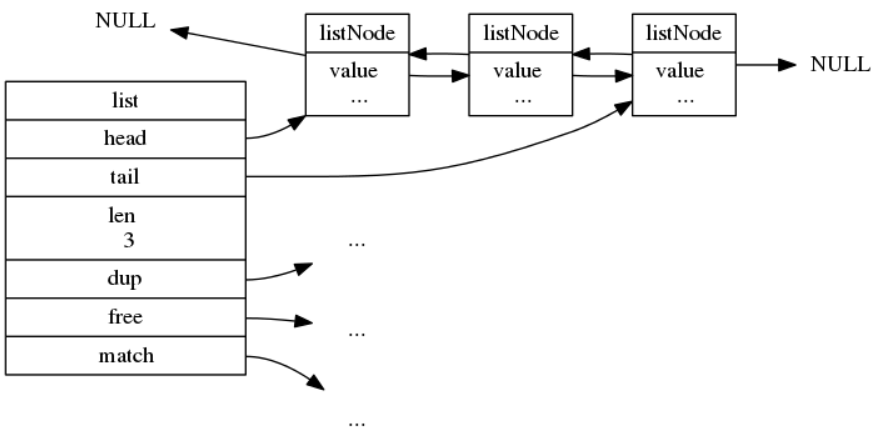 NULL
listNode
value
...
listNode
value
...
listNode
value
...
NULL
list
head
tail
len
3
dup
free
match
...
...
...